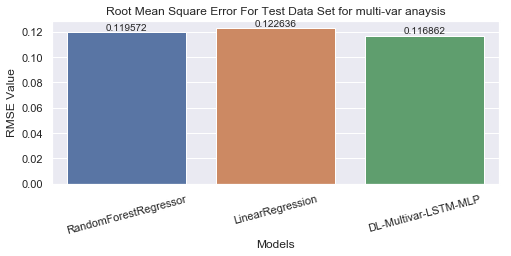 Root Mean Square Error For Test Data Set for multi-var anaysis
0.119572
0.122636
0.116862
0.12
0.10
0.08
0.06
0.04
0.02
0.00
RMSE Value
RandomForestRegressor
LinearRegression
DL-Multivar-LSTM-MLP
Models